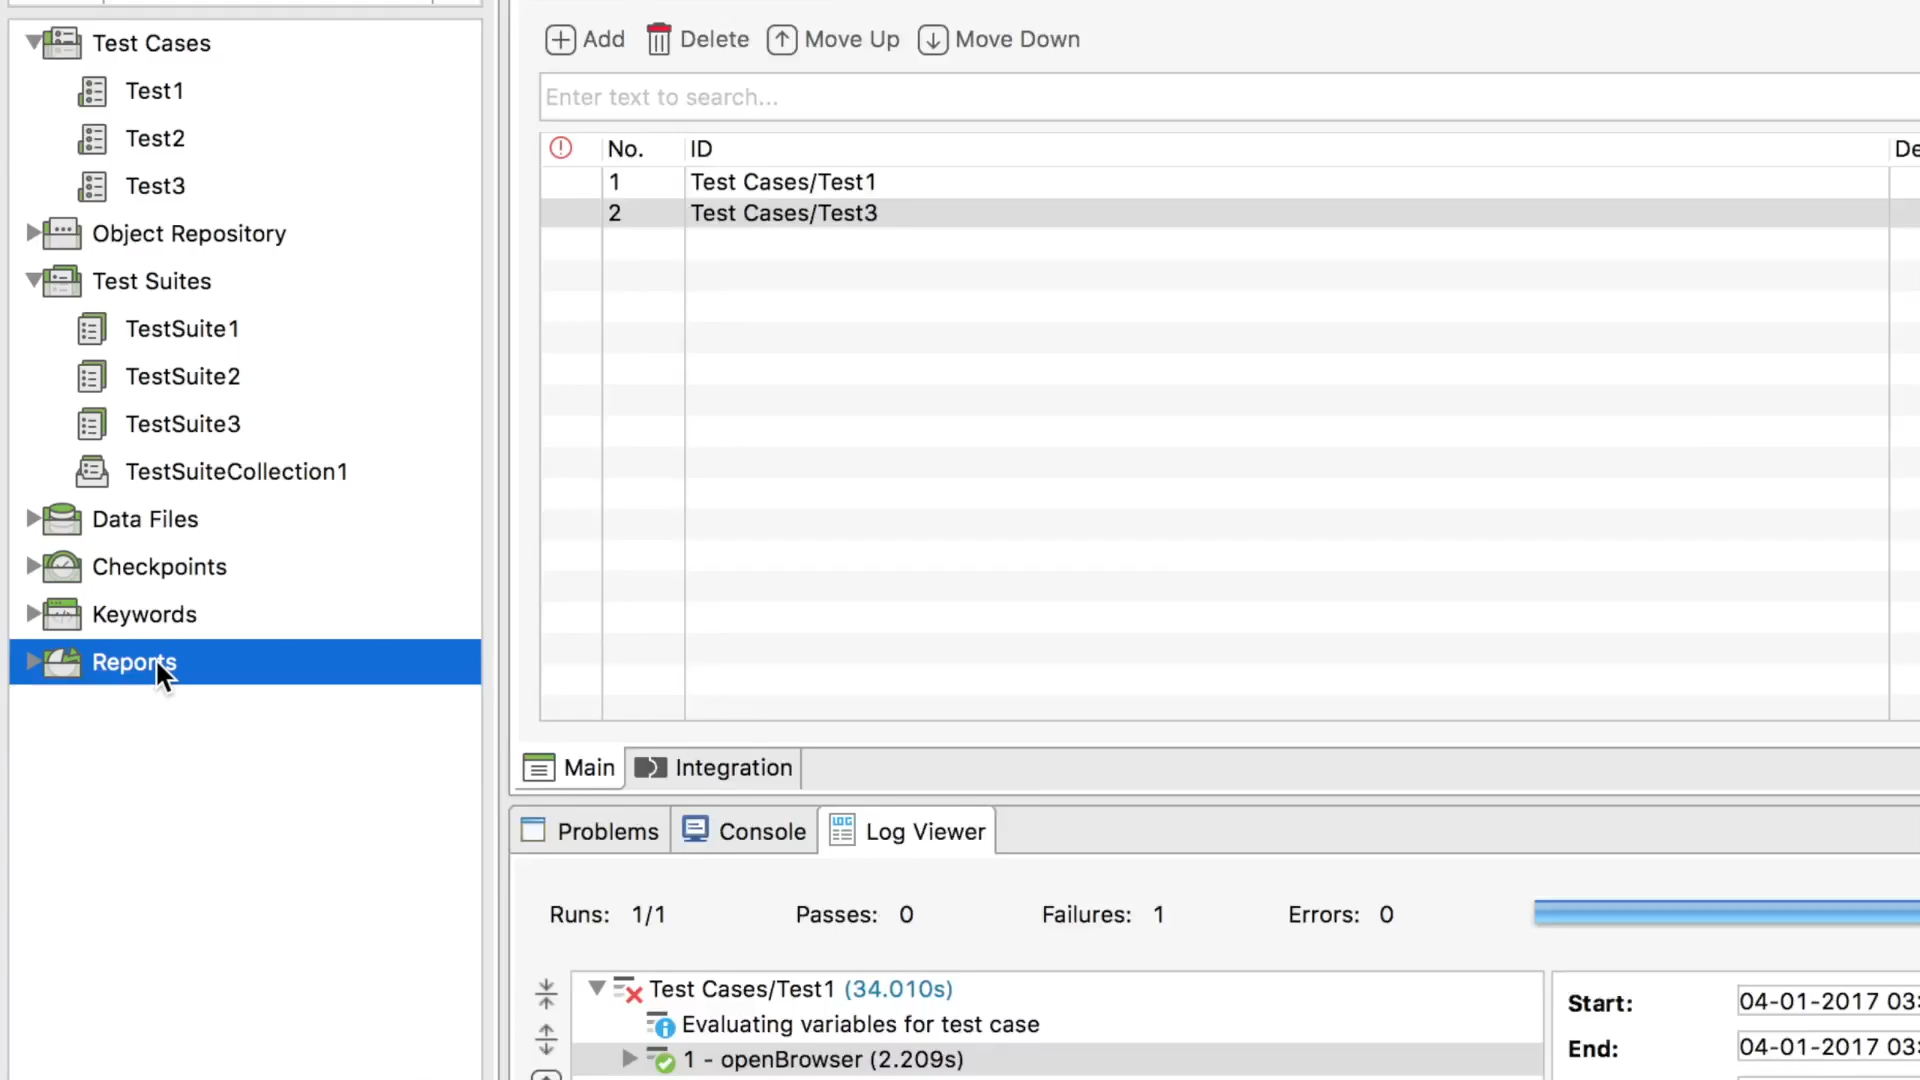 Test Cases
Test1
Test2
Test3
Object Repository
Test Suites
TestSuite1
TestSuite2
TestSuite3
TestSuiteCollection1
Data Files
Checkpoints
Keywords
Reports
Add Delete Move Up Move Down
Enter text to search...
No. ID De
1 Test Cases/Test1
2 Test Cases/Test3
Main Integration
Problems Console Log Viewer
Runs: 1/1 Passes: 0 Failures: 1 Errors: 0
Test Cases/Test1 (34.010s)
Evaluating variables for test case
1 - openBrowser (2.209s)
Start: 04-01-2017 03:
End: 04-01-2017 03: